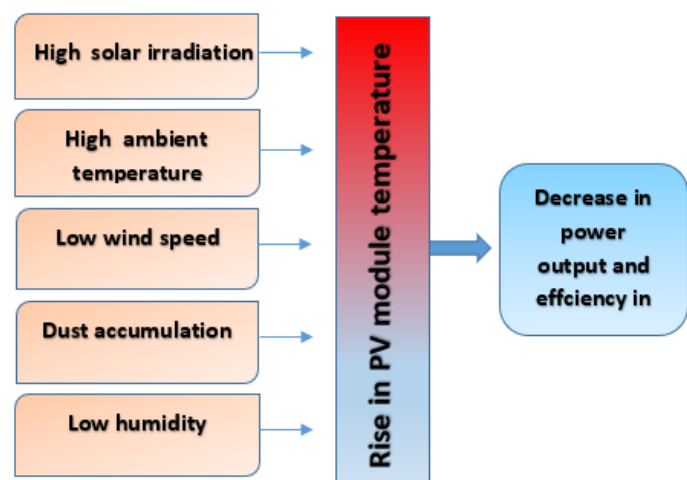 High solar irradiation
High ambient
temperature
Low wind speed
Dust accumulation
Low humidity
Rise in PV module temperature
Decrease in
power
output and
effciency in